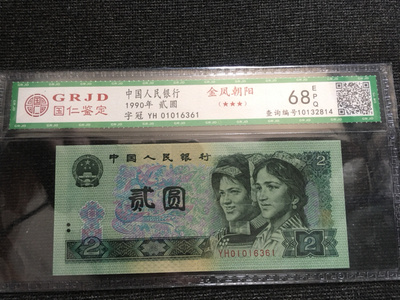 GRJD
国仁鉴定
中国人民银行
1990年 贰圆
字冠 YH 01016361
金凤朝阳
(★★★)
68
EPQ
查询编号10132814
中国人民银行
贰圆
2
2
YH01016361